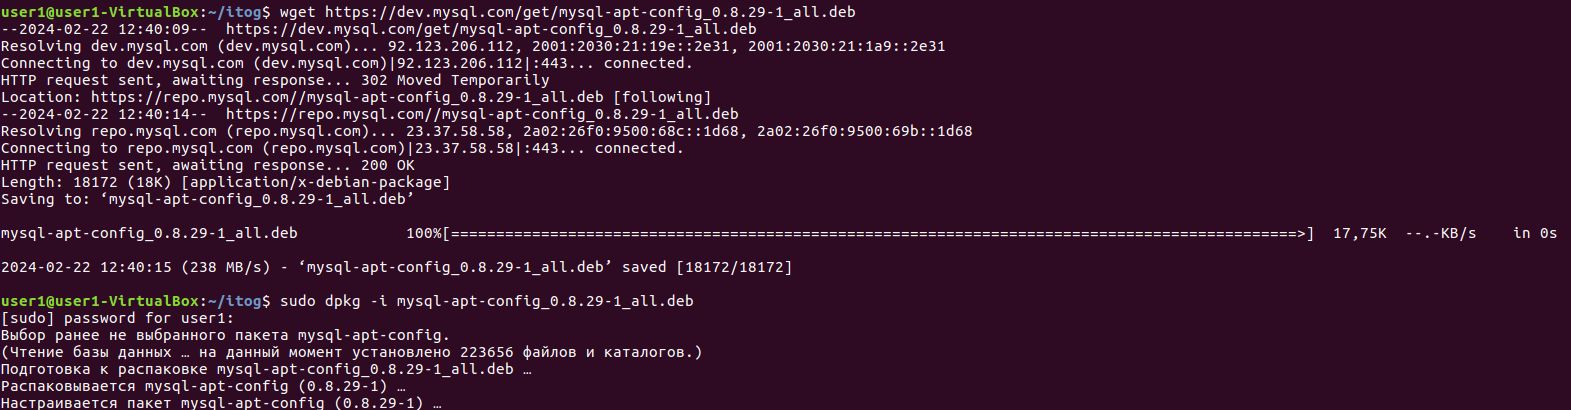 user1@user1-VirtualBox:~/itog$ wget https://dev.mysql.com/get/mysql-apt-config_0.8.29-1_all.deb
--2024-02-22 12:40:09--  https://dev.mysql.com/get/mysql-apt-config_0.8.29-1_all.deb
Resolving dev.mysql.com (dev.mysql.com)... 92.123.206.112, 2001:2030:21:19e::2e31, 2001:2030:21:1a9::2e31
Connecting to dev.mysql.com (dev.mysql.com)|92.123.206.112|:443... connected.
HTTP request sent, awaiting response... 302 Moved Temporarily
Location: https://repo.mysql.com//mysql-apt-config_0.8.29-1_all.deb [following]
--2024-02-22 12:40:14--  https://repo.mysql.com//mysql-apt-config_0.8.29-1_all.deb
Resolving repo.mysql.com (repo.mysql.com)... 23.37.58.58, 2a02:26f0:9500:68c::1d68, 2a02:26f0:9500:69b::1d68
Connecting to repo.mysql.com (repo.mysql.com)|23.37.58.58|:443... connected.
HTTP request sent, awaiting response... 200 OK
Length: 18172 (18K) [application/x-debian-package]
Saving to: ‘mysql-apt-config_0.8.29-1_all.deb’
mysql-apt-config_0.8.29-1_all.deb            100%[==============================================================================================>]  17,75K  --.-KB/s    in 0s
2024-02-22 12:40:15 (238 MB/s) - ‘mysql-apt-config_0.8.29-1_all.deb’ saved [18172/18172]
user1@user1-VirtualBox:~/itog$ sudo dpkg -i mysql-apt-config_0.8.29-1_all.deb
[sudo] password for user1:
Выбор ранее не выбранного пакета mysql-apt-config.
(Чтение базы данных … на данный момент установлено 223656 файлов и каталогов.)
Подготовка к распаковке mysql-apt-config_0.8.29-1_all.deb …
Распаковывается mysql-apt-config (0.8.29-1) …
Настраивается пакет mysql-apt-config (0.8.29-1) …